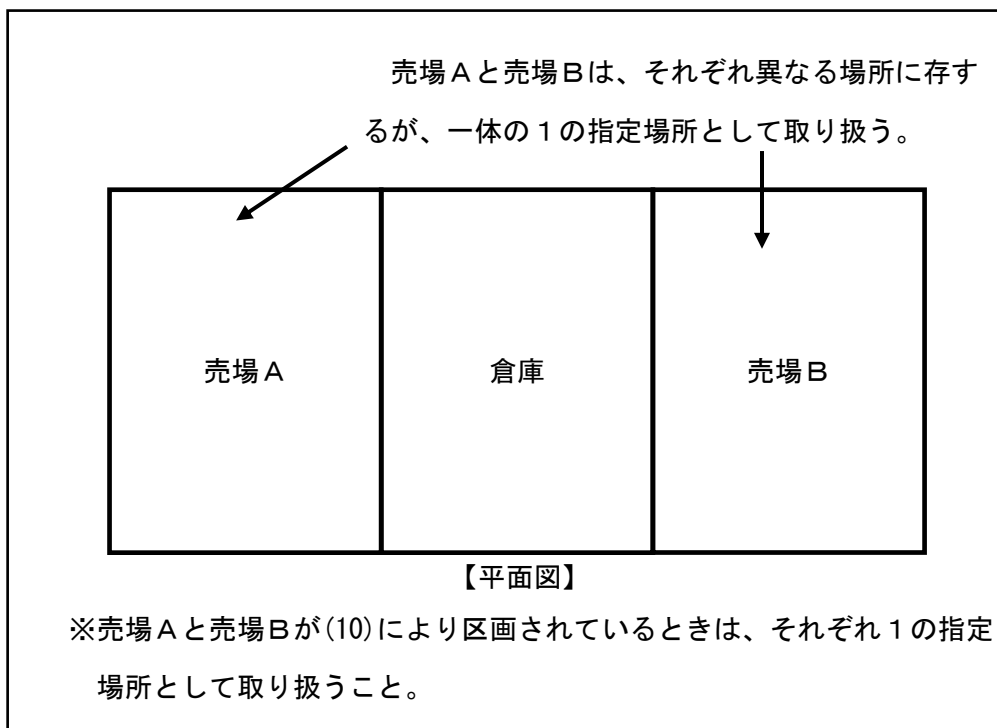 売場Aと売場Bは、それぞれ異なる場所に存す
るが、一体の1の指定場所として取り扱う。
売場A
倉庫
売場B
【平面図】
※売場Aと売場Bが(10)により区画されているときは、それぞれ1の指定
場所として取り扱うこと。